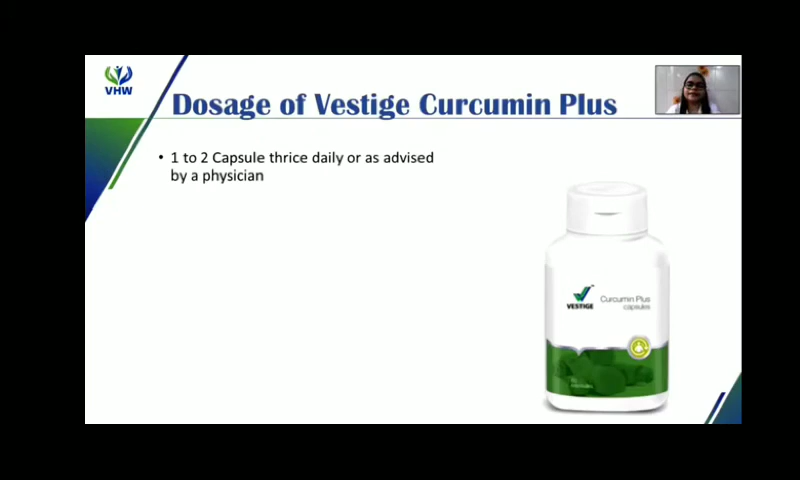 VHW
Dosage of Vestige Curcumin Plus
• 1 to 2 Capsule thrice daily or as advised
by a physician
VESTIGE
Curcumin Plus
capsules